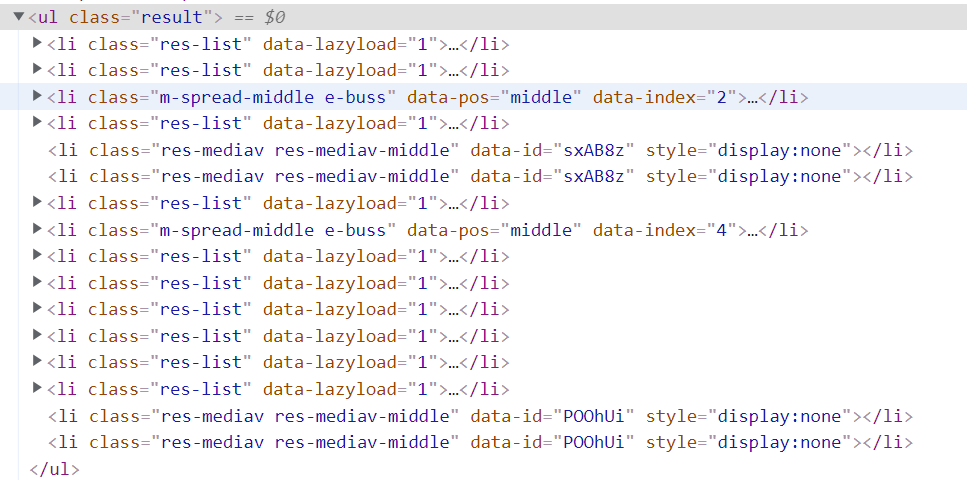 <ul class="result"> == $0
<li class="res-list" data-lazyload="1">…</li>
<li class="res-list" data-lazyload="1">…</li>
<li class="m-spread-middle e-buss" data-pos="middle" data-index="2">…</li>
<li class="res-list" data-lazyload="1">…</li>
<li class="res-mediav res-mediav-middle" data-id="sxAB8z" style="display:none"></li>
<li class="res-mediav res-mediav-middle" data-id="sxAB8z" style="display:none"></li>
<li class="res-list" data-lazyload="1">…</li>
<li class="m-spread-middle e-buss" data-pos="middle" data-index="4">…</li>
<li class="res-list" data-lazyload="1">…</li>
<li class="res-list" data-lazyload="1">…</li>
<li class="res-list" data-lazyload="1">…</li>
<li class="res-list" data-lazyload="1">…</li>
<li class="res-list" data-lazyload="1">…</li>
<li class="res-list" data-lazyload="1">…</li>
<li class="res-mediav res-mediav-middle" data-id="POOhUi" style="display:none"></li>
<li class="res-mediav res-mediav-middle" data-id="POOhUi" style="display:none"></li>
</ul>